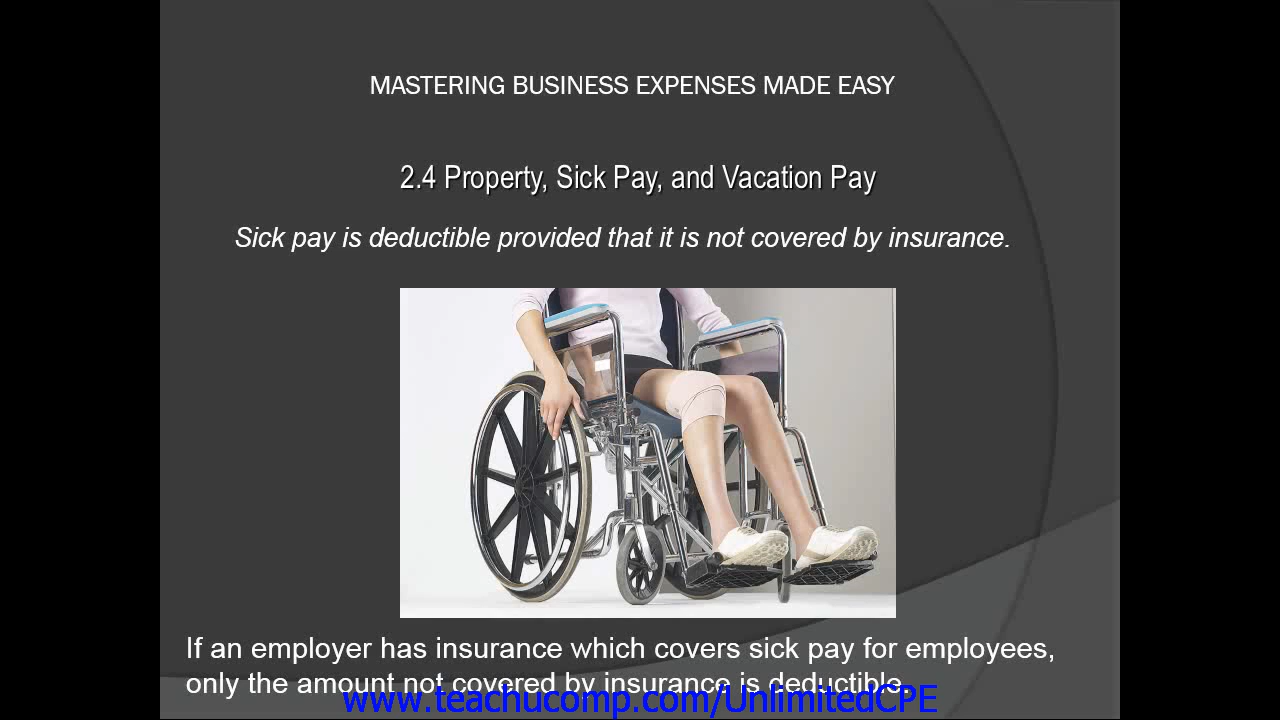 MASTERING BUSINESS EXPENSES MADE EASY
2.4 Property, Sick Pay, and Vacation Pay
Sick pay is deductible provided that it is not covered by insurance.
If an employer has insurance which covers sick pay for employees,
only the amount not covered by insurance is deductible.
www.teachucomp.com/UnlimitedCPE